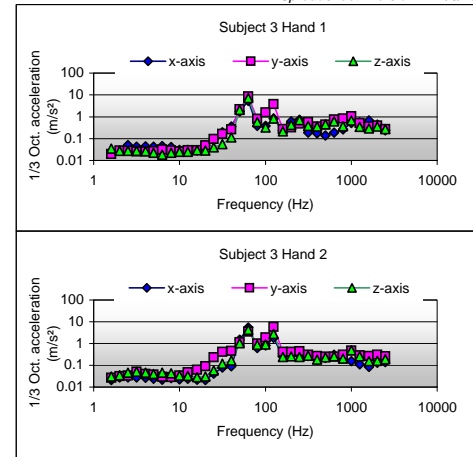 Subject 3 Hand 1
x-axis y-axis z-axis
1/3 Oct. acceleration
(m/s²)
100
10
1
0.1
0.01
1 10 100 1000 10000
Frequency (Hz)
Subject 3 Hand 2
x-axis y-axis z-axis
1/3 Oct. acceleration
(m/s²)
100
10
1
0.1
0.01
1 10 100 1000 10000
Frequency (Hz)